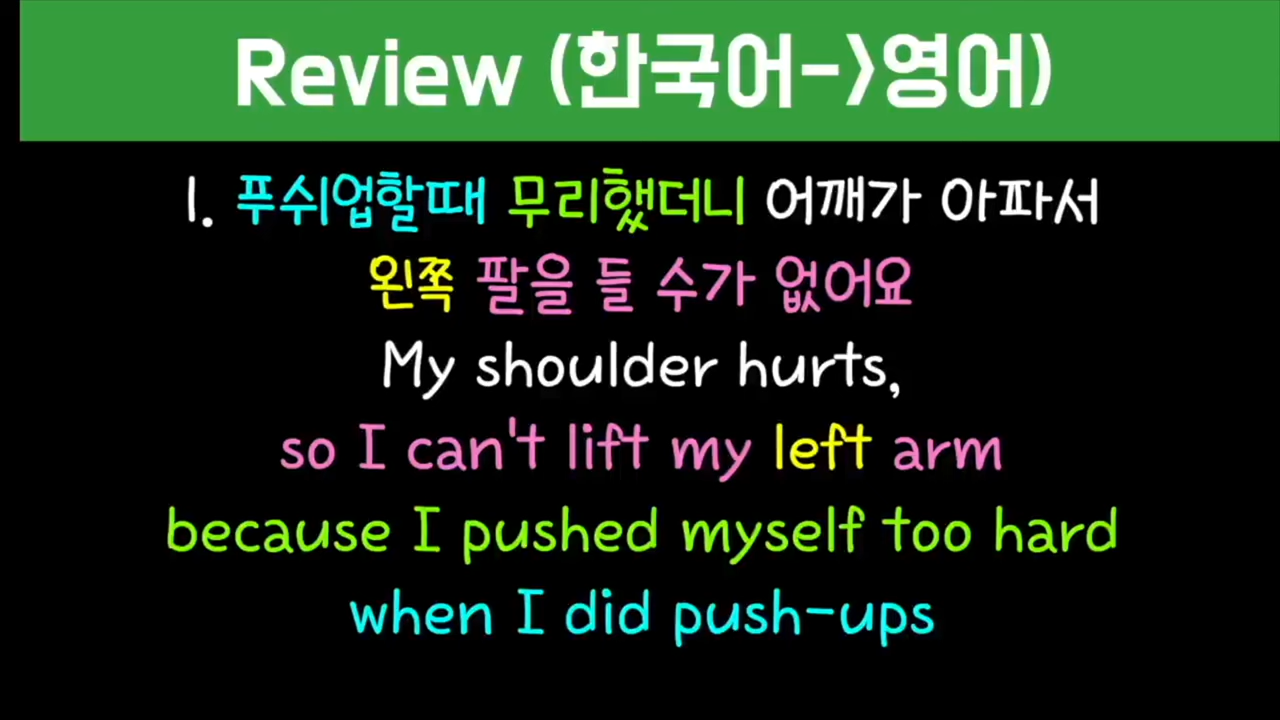 Review (한국어->영어)
1. 푸쉬업할때 무리했더니 어깨가 아파서
왼쪽 팔을 들 수가 없어요
My shoulder hurts,
so I can't lift my left arm
because I pushed myself too hard
when I did push-ups